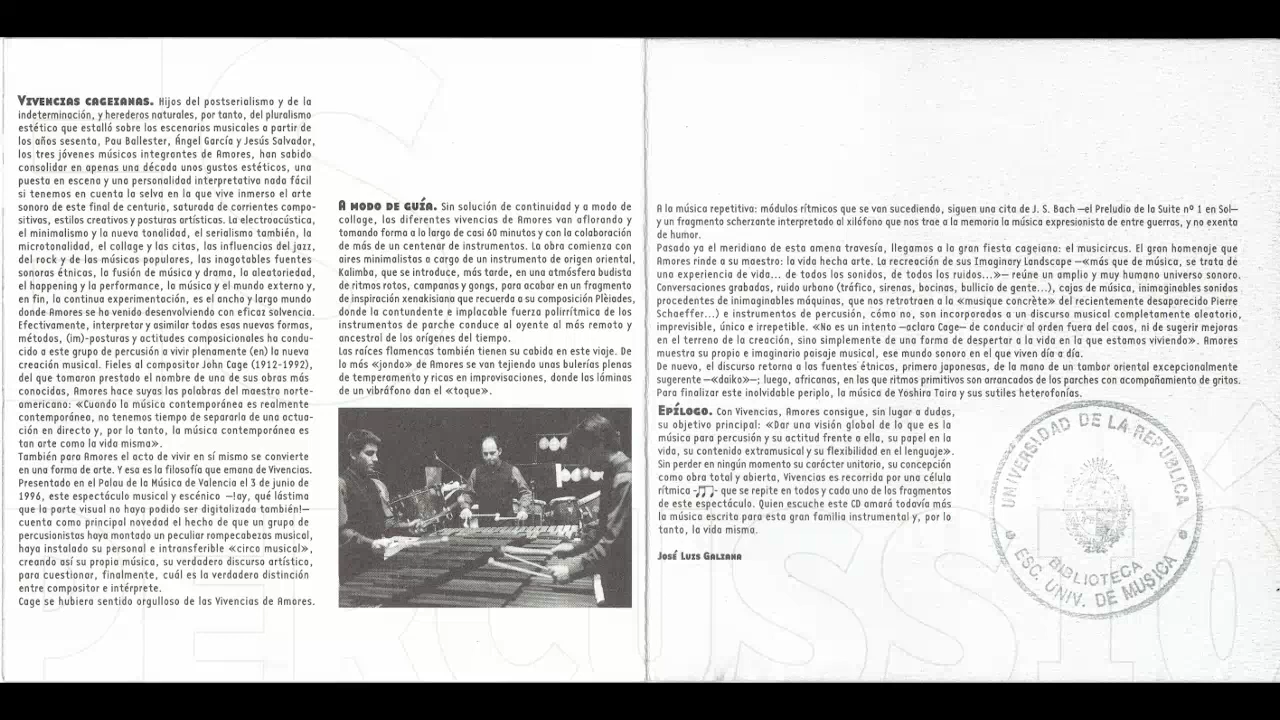 VIVENCIAS CAGEIANAS. Hijos del postserialismo y de la
indeterminación, y herederos naturales, por tanto, del pluralismo
estético que estalló sobre los escenarios musicales a partir de
los años sesenta, Pau Ballester, Ángel García y Jesús Salvador,
los tres jóvenes músicos integrantes de Amores, han sabido
consolidar en apenas una década unos gustos estéticos, una
puesta en escena y una personalidad interpretativa nada fácil
si tenemos en cuenta la selva en la que vive inmerso el arte
sonoro de este final de centurio, saturada de corrientes compo-
sitivas, estilos creativos y posturas artísticas. La electroacústica,
el minimalismo y la nueva tonalidad, el serialismo también, la
microtonalidad, el collage y las citas, las influencias del jazz,
del rock y de las músicas populares, las inagotables fuentes
sonoras étnicas, la fusión de música y drama, la aleatoriedad,
el happening y la performance, la música y el mundo externo y,
en fin, la continua experimentación, es el ancho y largo mundo
donde Amores se ha venido desenvolviendo con eficaz solvencia.
Efectivamente, interpretar y asimilar todas esas nuevas formas,
métodos, (im)-posturas y actitudes composicionales ha condu-
cido a este grupo de percusión a vivir plenamente (en) la nueva
creación musical. Fieles al compositor John Cage (1912-1992),
del que tomaron prestado el nombre de una de sus obras más
conocidas, Amores hace suyas las palabras del maestro norte-
americano: «Cuando la música contemporánea es realmente
contemporánea, no tenemos tiempo de separarla de una actua-
ción en directo y, por lo tanto, la música contemporánea es
tan arte como la vida misma».
También para Amores el acto de vivir en sí mismo se convierte
en una forma de arte. Y esa es la filosofía que emana de Vivencias.
Presentado en el Palau de la Música de Valencia el 3 de junio de
1996, este espectáculo musical y escénico —!ay, qué lástima
que la parte visual no haya podido ser digitalizada también!—
cuenta como principal novedad el hecho de que un grupo de
percusionistas haya montado un peculiar rompecabezas musical,
haya instalado su personal e intransferible «circo musical»,
creando así su propia música, su verdadero discurso artístico,
para cuestionar, finalmente, cuál es la verdadera distinción
entre compositor e intérprete.
Cage se hubiera sentido orgulloso de las Vivencias de Amores.
A MODO DE GUÍA. Sin solución de continuidad y a modo de
collage, las diferentes vivencias de Amores van aflorando y
tomando forma a lo largo de casi 60 minutos y con la colaboración
de más de un centenar de instrumentos. La obra comienza con
aires minimalistas a cargo de un instrumento de origen oriental,
Kalimba, que se introduce, más tarde, en una atmósfera budista
de ritmos rotos, campanas y gongs, para acabar en un fragmento
de inspiración xenakisiana que recuerda a su composición Plèiades,
donde la contundente e implacable fuerza polirrítmica de los
instrumentos de parche conduce al oyente al más remoto y
ancestral de los orígenes del tiempo.
Las raíces flamencas también tienen su cabida en este viaje. De
lo más «jondo» de Amores se van tejiendo unas bulerías plenas
de temperamento y ricas en improvisaciones, donde las láminas
de un vibráfono dan el «toque».
A la música repetitiva: módulos rítmicos que se van sucediendo, siguen una cita de J. S. Bach —el Preludio de la Suite nº 1 en Sol—
y un fragmento scherzante interpretado al xilófono que nos trae a la memoria la música expresionista de entre guerras, y no exenta
de humor.
Pasado ya el meridiano de esta amena travesía, llegamos a la gran fiesta cageiana: el musicircus. El gran homenaje que
Amores rinde a su maestro: la vida hecha arte. La recreación de sus Imaginary Landscape —«más que de música, se trata de
una experiencia de vida... de todos los sonidos, de todos los ruidos...»— reúne un amplio y muy humano universo sonoro.
Conversaciones grabados, ruido urbano (tráfico, sirenas, bocinas, bullicio de gente...), cajas de música, inimaginables sonidos
procedentes de inimaginables máquinas, que nos retrotraen a la «musique concrète» del recientemente desaparecido Pierre
Schaeffer...) e instrumentos de percusión, cómo no, son incorporados a un discurso musical completamente aleatorio,
imprevisible, único e irrepetible. «No es un intento —aclara Cage— de conducir al orden fuera del caos, ni de sugerir mejoras
en el terreno de la creación, sino simplemente de una forma de despertar a la vida en la que estamos viviendo». Amores
muestra su propio e imaginario paisaje musical, ese mundo sonoro en el que viven día a día.
De nuevo, el discurso retorna a las fuentes étnicas, primero japonesas, de la mano de un tambor oriental excepcionalmente
sugerente —«daiko»—; luego, africanas, en las que ritmos primitivos son arrancados de los parches con acompañamiento de gritos.
Para finalizar este inolvidable periplo, la música de Yoshira Taira y sus sutiles heterofonías.
EPÍLOGO. Con Vivencias, Amores consigue, sin lugar a dudas,
su objetivo principal: «Dar una visión global de lo que es la
música para percusión y su actitud frente a ella, su papel en la
vida, su contenido extramusical y su flexibilidad en el lenguaje».
Sin perder en ningún momento su carácter unitario, su concepción
como obra total y abierta, Vivencias es recorrida por una célula
rítmica -♫- que se repite en todos y cada uno de los fragmentos
de este espectáculo. Quien escuche este CD amará todavía más
la música escrita para esta gran familia instrumental y, por lo
tanto, la vida misma.
JOSÉ LUIS GALIANA
UNIVERSIDAD DE LA REPUBLICA
BIBLIOTECA
ESC. UNIV. DE MUSICA
PERCUSSIÓ